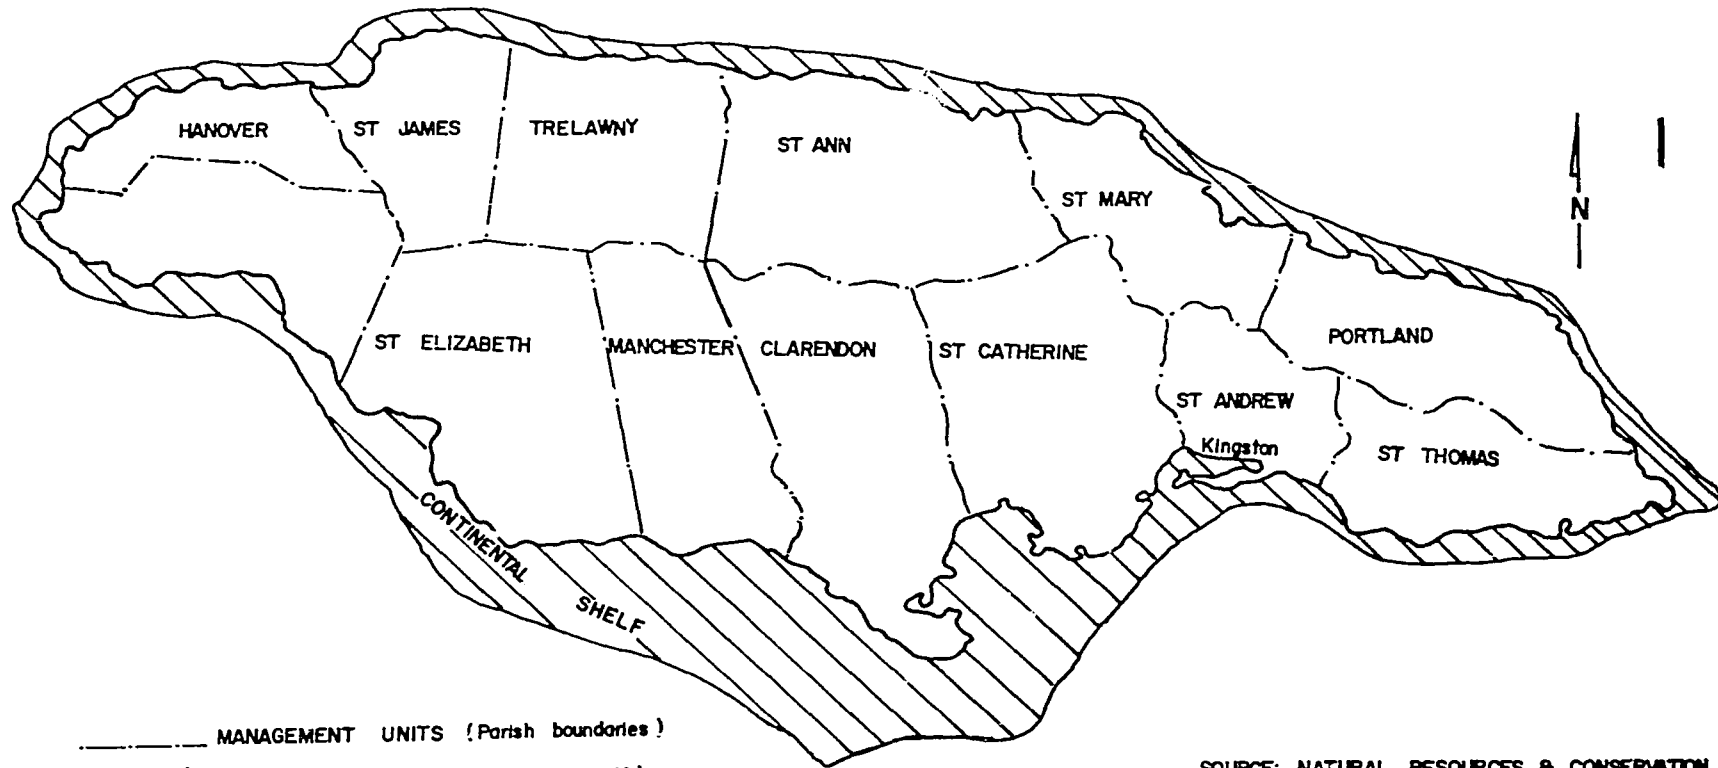 HANOVER
ST JAMES
TRELAWNY
ST ANN
ST MARY
N
ST ELIZABETH
MANCHESTER
CLARENDON
ST CATHERINE
PORTLAND
ST ANDREW
Kingston
ST THOMAS
CONTINENTAL
SHELF
MANAGEMENT UNITS (Parish boundaries)
SOURCE: NATURAL RESOURCES & CONSERVATION